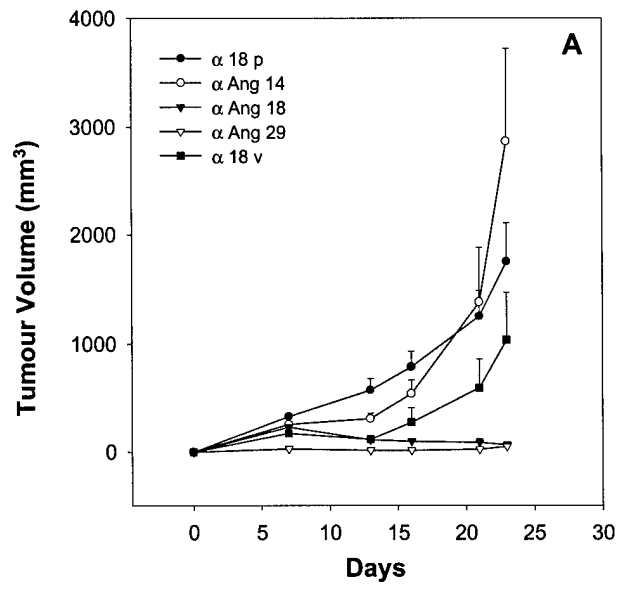 A
α 18 p
α Ang 14
α Ang 18
α Ang 29
α 18 v
4000
3000
2000
1000
0
Tumour Volume (mm³)
0 5 10 15 20 25 30
Days